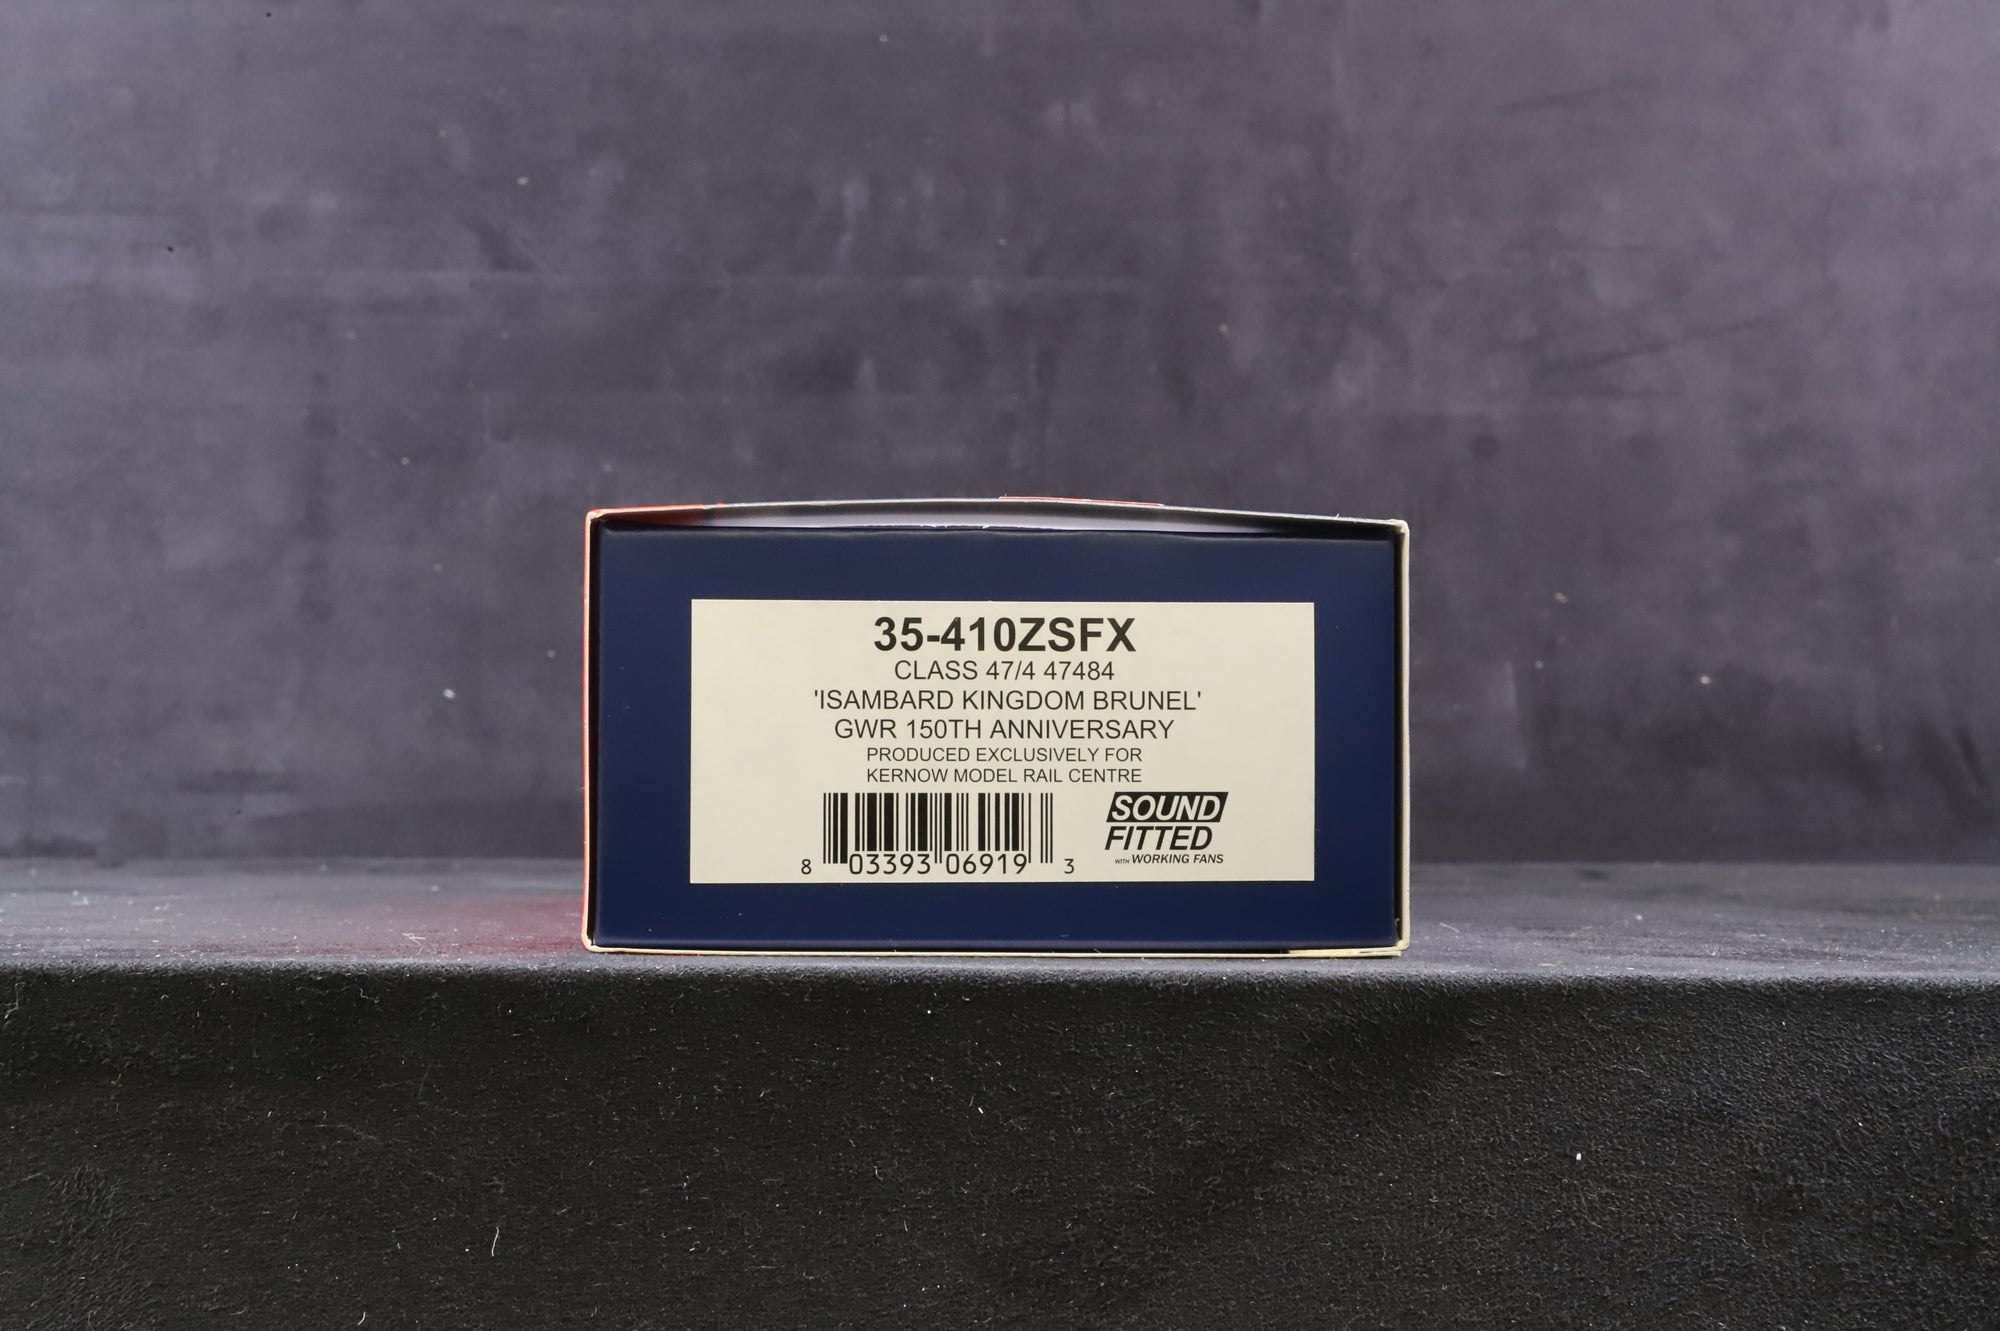 35-410ZSFX
CLASS 47/4 47484
'ISAMBARD KINGDOM BRUNEL'
GWR 150TH ANNIVERSARY
PRODUCED EXCLUSIVELY FOR
KERNOW MODEL RAIL CENTRE
8 03393 06919 3
SOUND
FITTED
WITH WORKING FANS